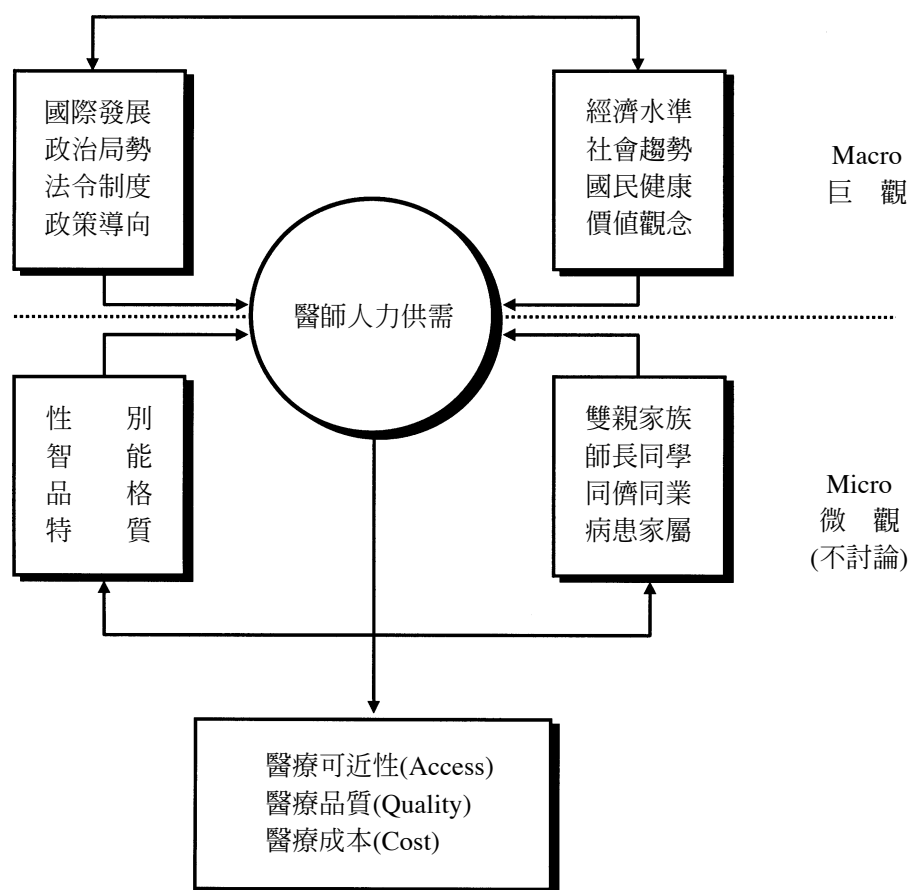 國際發展
政治局勢
法令制度
政策導向
經濟水準
社會趨勢
國民健康
價值觀念
Macro
巨 觀
醫師人力供需
性 別
智 能
品 格
特 質
雙親家族
師長同學
同儕同業
病患家屬
Micro
微 觀
(不討論)
醫療可近性(Access)
醫療品質(Quality)
醫療成本(Cost)